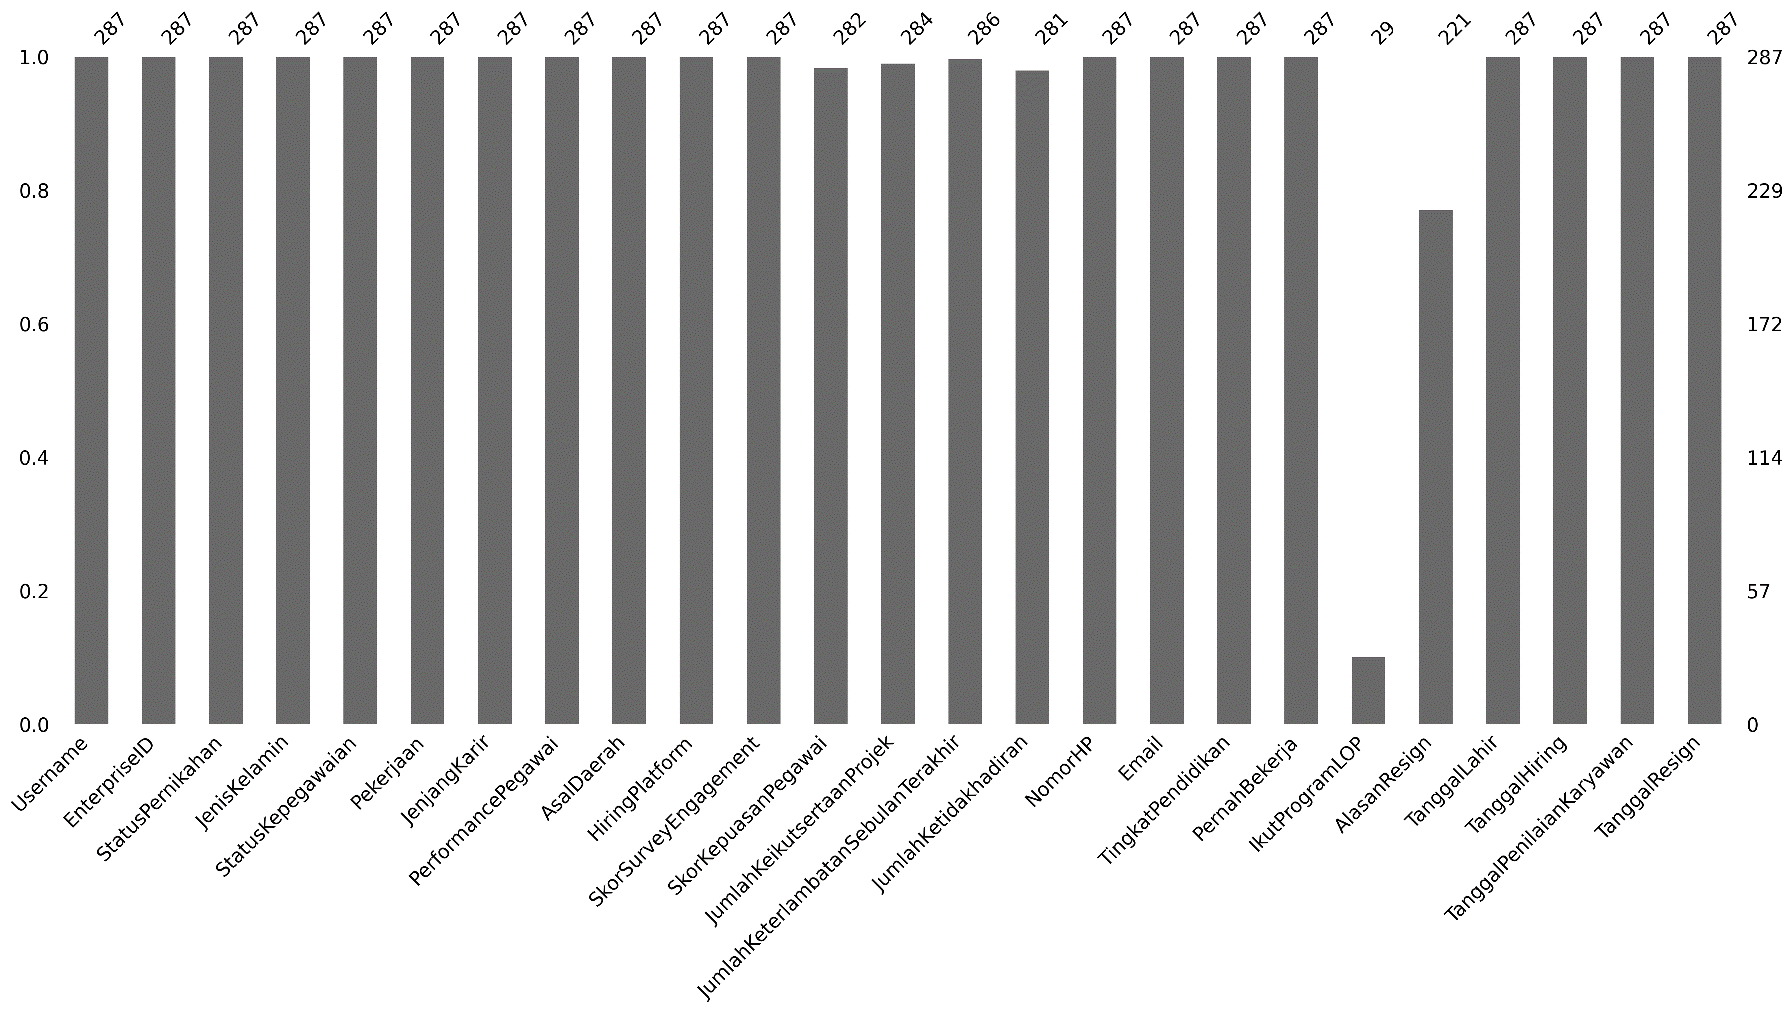 287 287 287 287 287 287 287 287 287 287 287 282 284 286 281 287 287 287 287 29 221 287 287 287 287
1.0 287
0.8 229
0.6 172
0.4 114
0.2 57
0.0 0
Username
EnterpriseID
StatusPernikahan
JenisKelamin
StatusKepegawaian
Pekerjaan
JenjangKarir
PerformancePegawai
AsalDaerah
HiringPlatform
SkorSurveyEngagement
SkorKepuasanPegawai
JumlahKeikutsertaanProjek
JumlahKeterlambatanSebulanTerakhir
JumlahKetidakhadiran
NomorHP
Email
TingkatPendidikan
PernahBekerja
IkutProgramLOP
AlasanResign
TanggalLahir
TanggalHiring
TanggalPenilaianKaryawan
TanggalResign